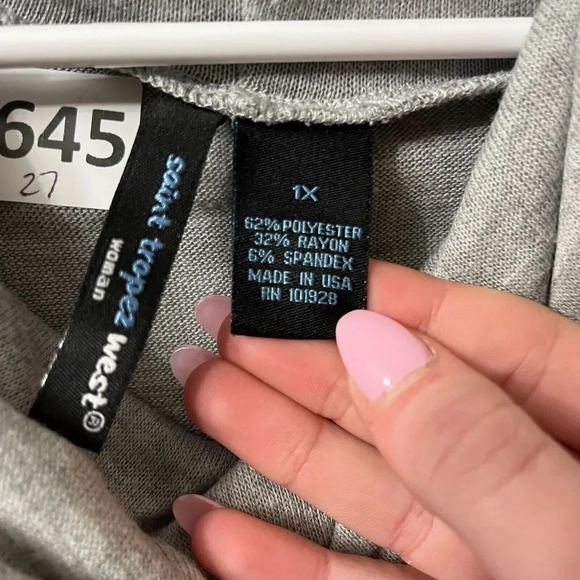 645
27
saint tropez west®
woman
1X
62% POLYESTER
32% RAYON
6% SPANDEX
MADE IN USA
RN 101928